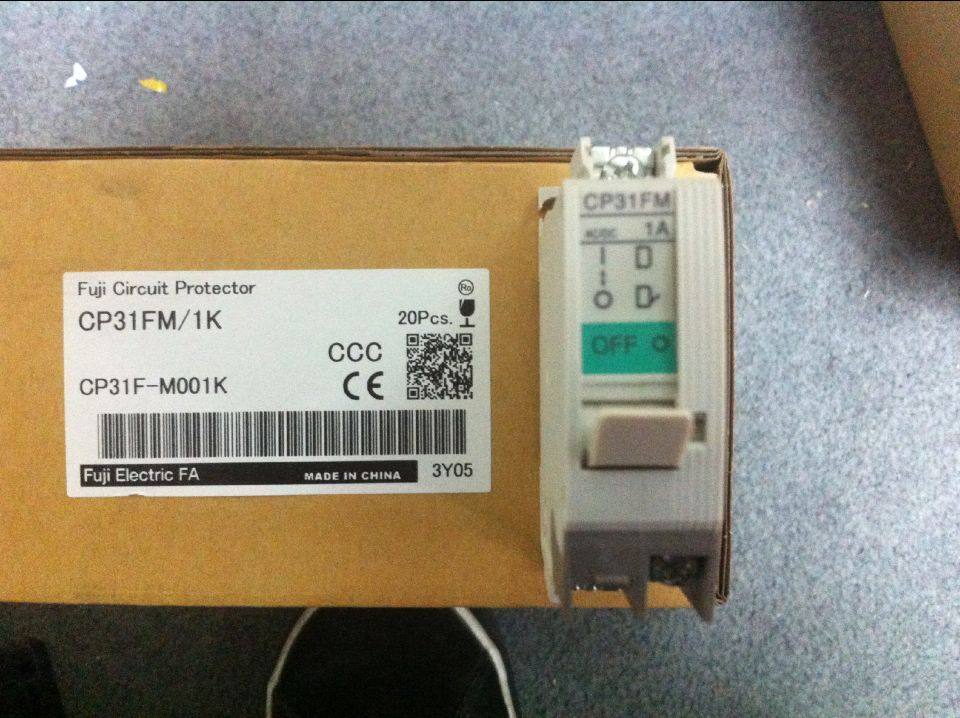 Fuji Circuit Protector
CP31FM/1K
20Pcs.
CCC
CE
CP31F-M001K
Fuji Electric FA
MADE IN CHINA
3Y05
CP31FM
1A
OFF